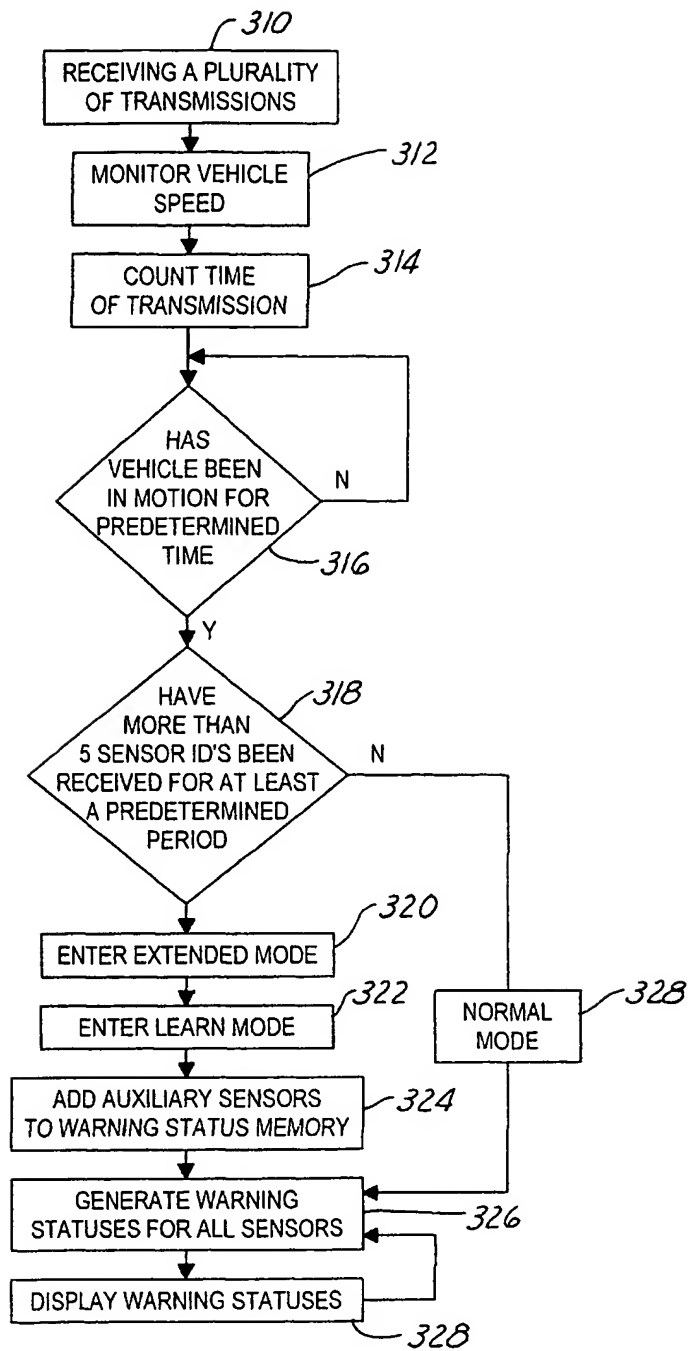 310
RECEIVING A PLURALITY
OF TRANSMISSIONS
312
MONITOR VEHICLE
SPEED
314
COUNT TIME
OF TRANSMISSION
HAS
VEHICLE BEEN
IN MOTION FOR
PREDETERMINED
TIME
N
316
Y
318
HAVE
MORE THAN
5 SENSOR ID'S BEEN
RECEIVED FOR AT LEAST
A PREDETERMINED
PERIOD
N
320
ENTER EXTENDED MODE
322
ENTER LEARN MODE
NORMAL
MODE
328
ADD AUXILIARY SENSORS
TO WARNING STATUS MEMORY
324
GENERATE WARNING
STATUSES FOR ALL SENSORS
326
DISPLAY WARNING STATUSES
328